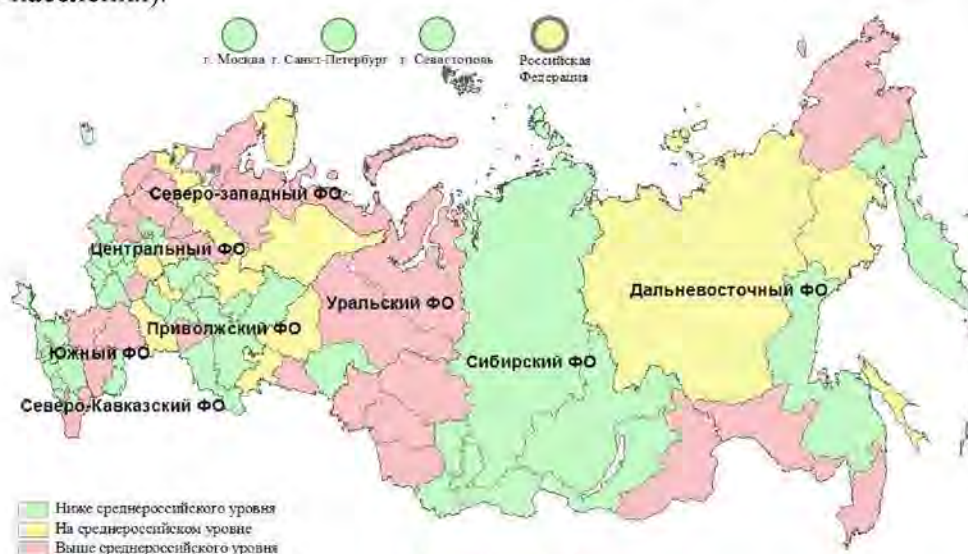 г. Москва г. Санкт-Петербург г. Севастополь Российская
Федерация
Северо-западный ФО
Центральный ФО
Уральский ФО
Дальневосточный ФО
Приволжский ФО
Южный ФО
Сибирский ФО
Северо-Кавказский ФО
Ниже среднероссийского уровня
На среднероссийском уровне
Выше среднероссийского уровня